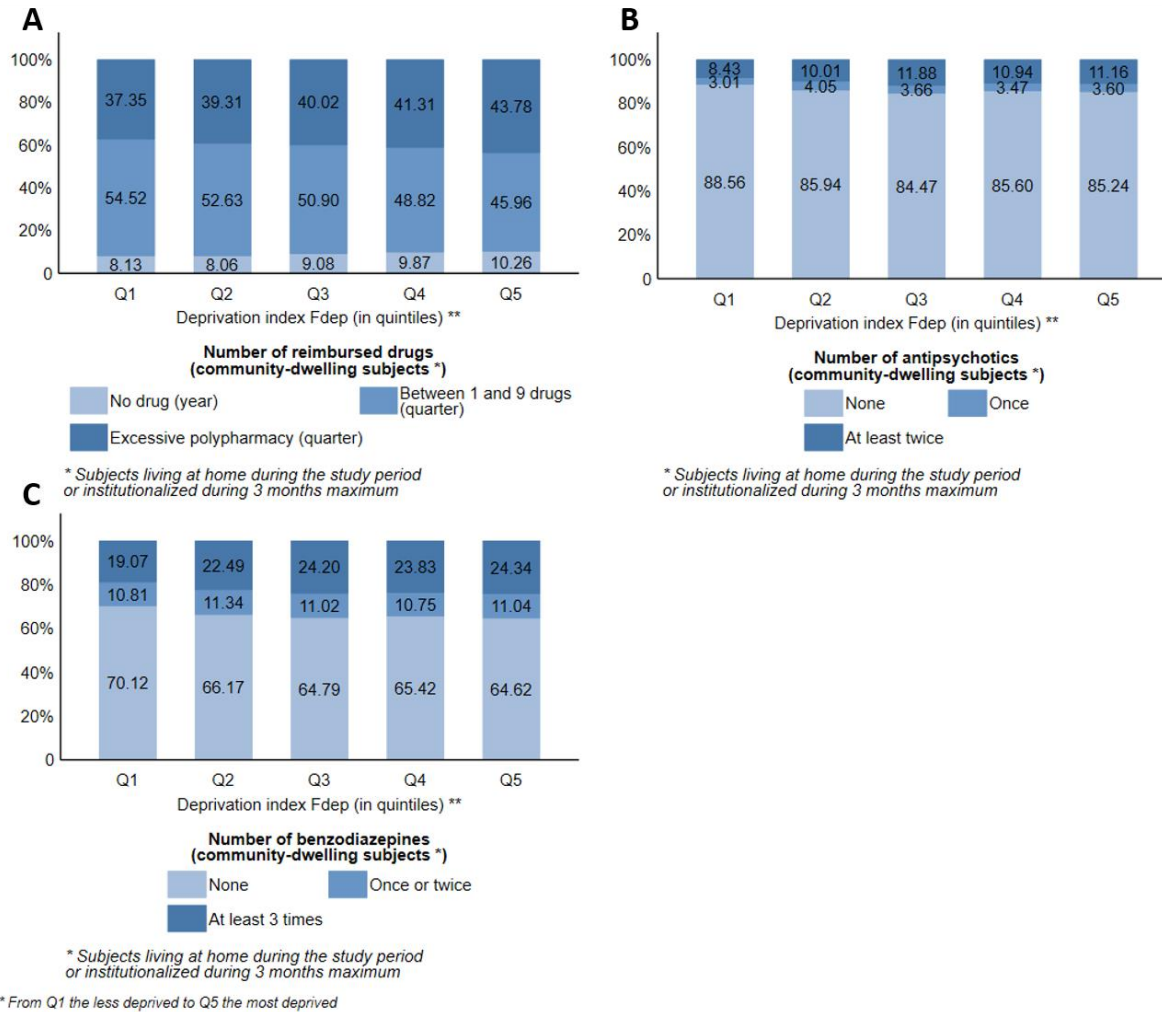 A
100%
80%
60%
40%
20%
0
37.35 39.31 40.02 41.31 43.78
54.52 52.63 50.90 48.82 45.96
8.13 8.06 9.08 9.87 10.26
Q1 Q2 Q3 Q4 Q5
Deprivation index Fdep (in quintiles) **
Number of reimbursed drugs
(community-dwelling subjects *)
No drug (year)
Between 1 and 9 drugs
(quarter)
Excessive polypharmacy (quarter)
* Subjects living at home during the study period
or institutionalized during 3 months maximum
B
100%
80%
60%
40%
20%
0
8.43 10.01 11.88 10.94 11.16
3.01 4.05 3.66 3.47 3.60
88.56 85.94 84.47 85.60 85.24
Q1 Q2 Q3 Q4 Q5
Deprivation index Fdep (in quintiles) **
Number of antipsychotics
(community-dwelling subjects *)
None Once
At least twice
* Subjects living at home during the study period
or institutionalized during 3 months maximum
C
100%
80%
60%
40%
20%
0
19.07 22.49 24.20 23.83 24.34
10.81 11.34 11.02 10.75 11.04
70.12 66.17 64.79 65.42 64.62
Q1 Q2 Q3 Q4 Q5
Deprivation index Fdep (in quintiles) **
Number of benzodiazepines
(community-dwelling subjects *)
None Once or twice
At least 3 times
* Subjects living at home during the study period
or institutionalized during 3 months maximum
* From Q1 the less deprived to Q5 the most deprived